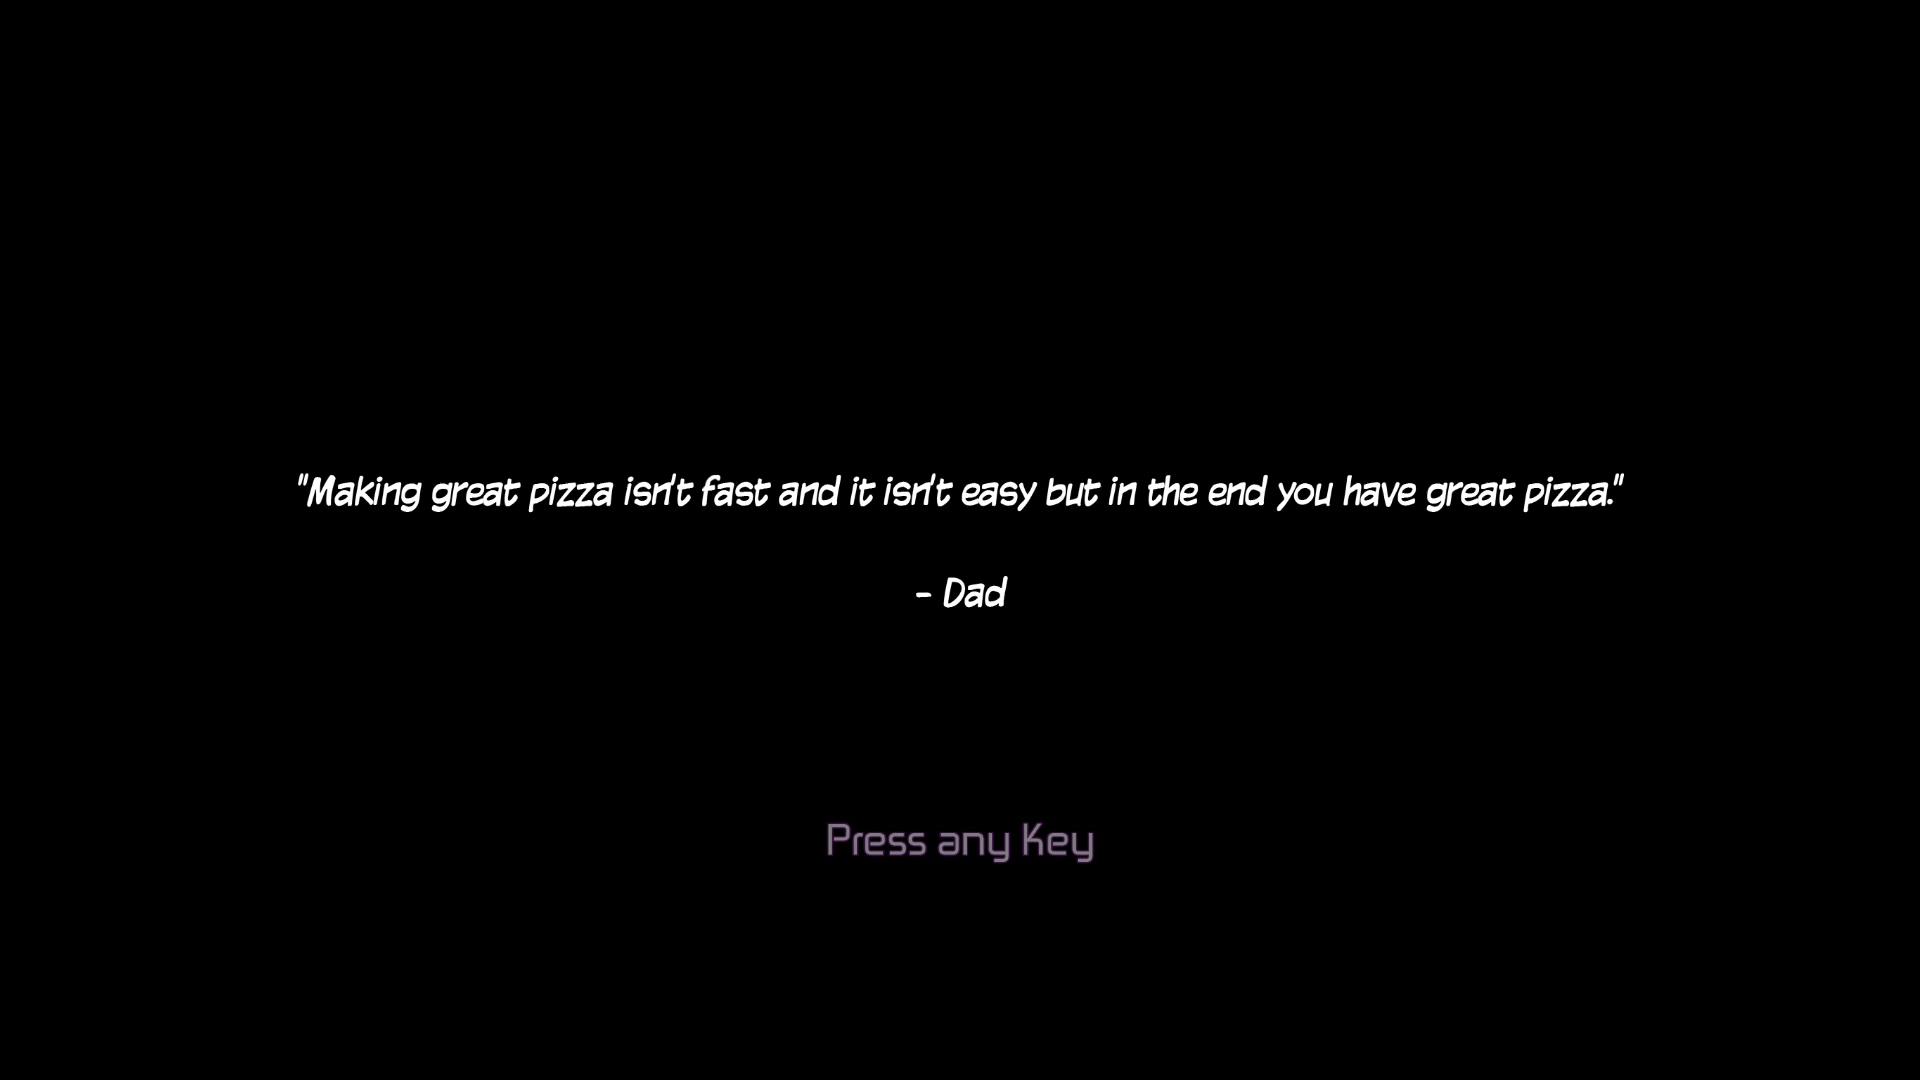 "Making great pizza isn't fast and it isn't easy but in the end you have great pizza."
- Dad
Press any Key